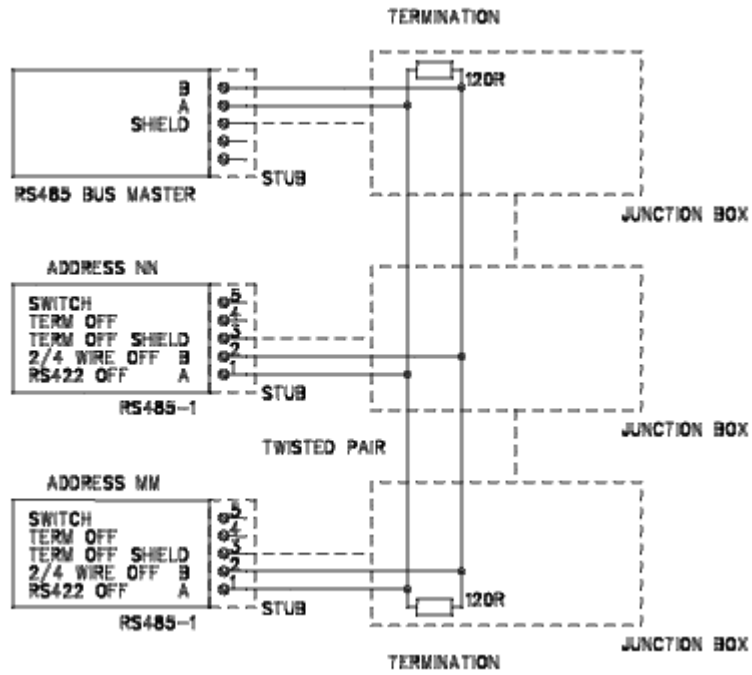 TERMINATION
120R
B
A
SHIELD
STUB
RS485 BUS MASTER
JUNCTION BOX
ADDRESS NN
SWITCH
TERM OFF
TERM OFF SHIELD
2/4 WIRE OFF B
RS422 OFF A
STUB
RS485-1
JUNCTION BOX
TWISTED PAIR
ADDRESS MM
SWITCH
TERM OFF
TERM OFF SHIELD
2/4 WIRE OFF B
RS422 OFF A
120R
STUB
RS485-1
JUNCTION BOX
TERMINATION